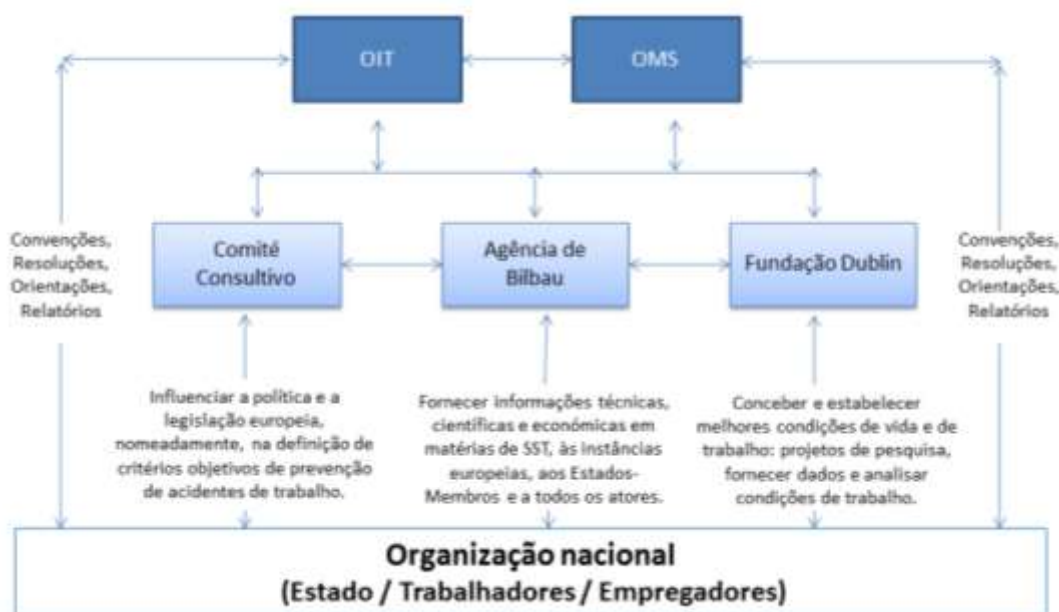 OIT
OMS
Convenções,
Resoluções,
Orientações,
Relatórios
Convenções,
Resoluções,
Orientações,
Relatórios
Comité
Consultivo
Agência de
Bilbau
Fundação Dublin
Influenciar a política e a
legislação europeia,
nomeadamente, na definição de
critérios objetivos de prevenção
de acidentes de trabalho.
Fornecer informações técnicas,
científicas e económicas em
matérias de SST, às instâncias
europeias, aos Estados-
Membros e a todos os atores.
Conceber e estabelecer
melhores condições de vida e de
trabalho: projetos de pesquisa,
fornecer dados e analisar
condições de trabalho.
Organização nacional
(Estado / Trabalhadores / Empregadores)